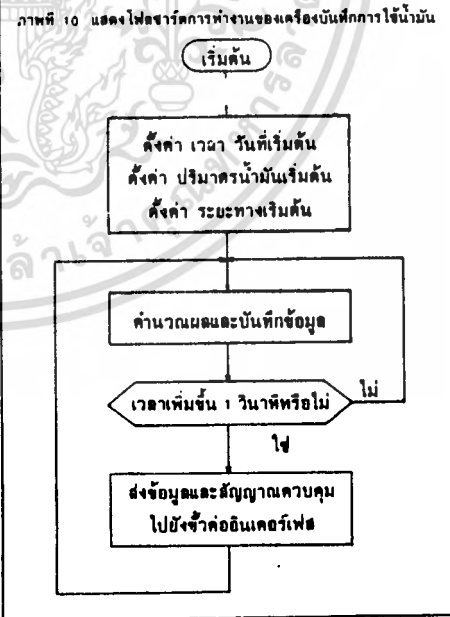 ภาพที่ 10 แสดงโฟลชาร์ตการทำงานของเครื่องบันทึกการใช้น้ำมัน
เริ่มต้น
ตั้งค่า เวลา วันที่เริ่มต้น
ตั้งค่า ปริมาตรน้ำมันเริ่มต้น
ตั้งค่า ระยะทางเริ่มต้น
คำนวณผลและบันทึกข้อมูล
เวลาเพิ่มขึ้น 1 วินาทีหรือไม่
ไม่
ใช่
ส่งข้อมูลและสัญญาณควบคุม
ไปยังขั้วต่ออินเตอร์เฟส